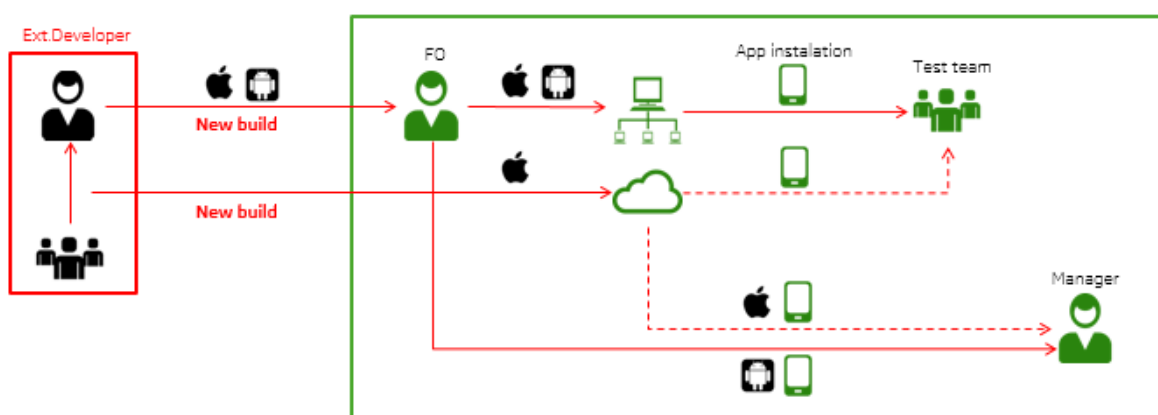 Ext.Developer
FO
App instalation
Test team
New build
New build
Manager